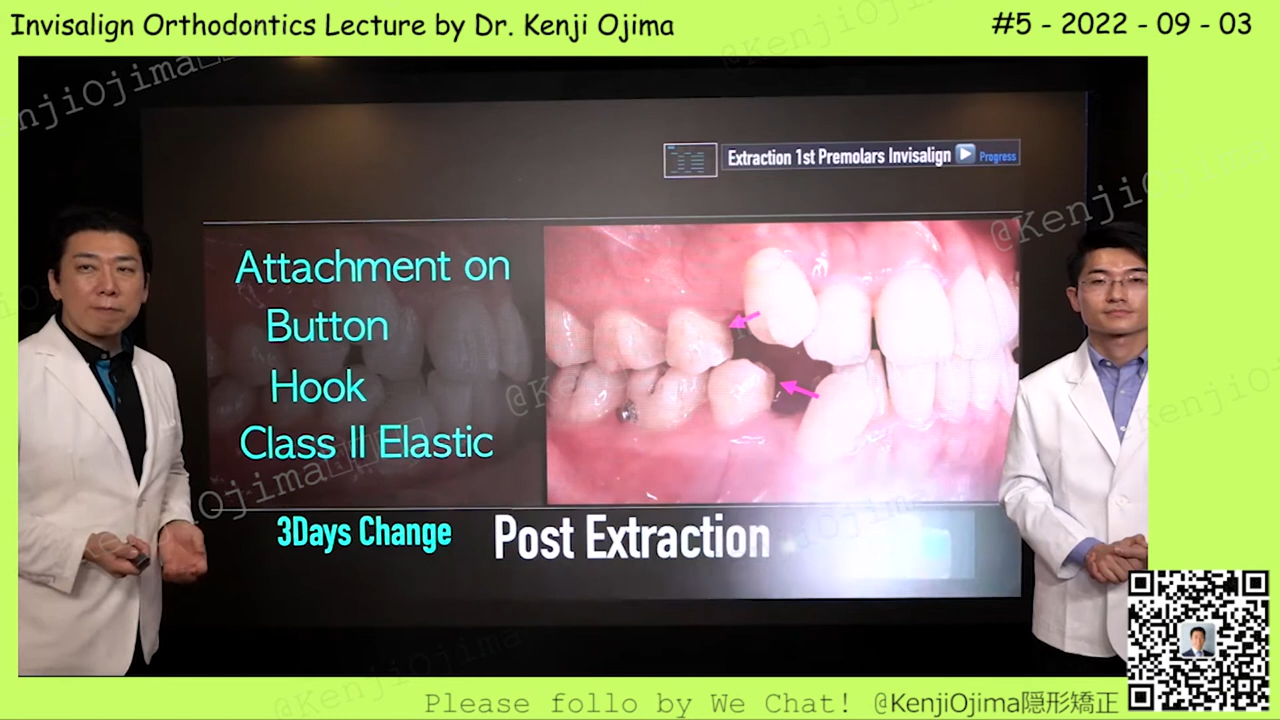 Invisalign Orthodontics Lecture by Dr. Kenji Ojima
#5 - 2022 - 09 - 03
Extraction 1st Premolars Invisalign
Progress
Attachment on
Button
Hook
Class II Elastic
3Days Change
Post Extraction
Please follo by We Chat! @KenjiOjima隠形矯正
@KenjiOjima